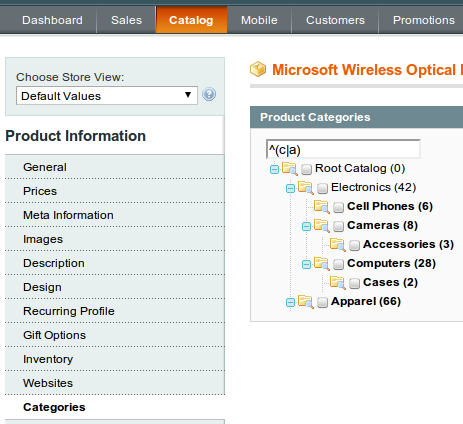 Dashboard Sales Catalog Mobile Customers Promotions
Choose Store View:
Default Values
Microsoft Wireless Optical
Product Information
General
Prices
Meta Information
Images
Description
Design
Recurring Profile
Gift Options
Inventory
Websites
Categories
Product Categories
^(c|a)
Root Catalog (0)
Electronics (42)
Cell Phones (6)
Cameras (8)
Accessories (3)
Computers (28)
Cases (2)
Apparel (66)